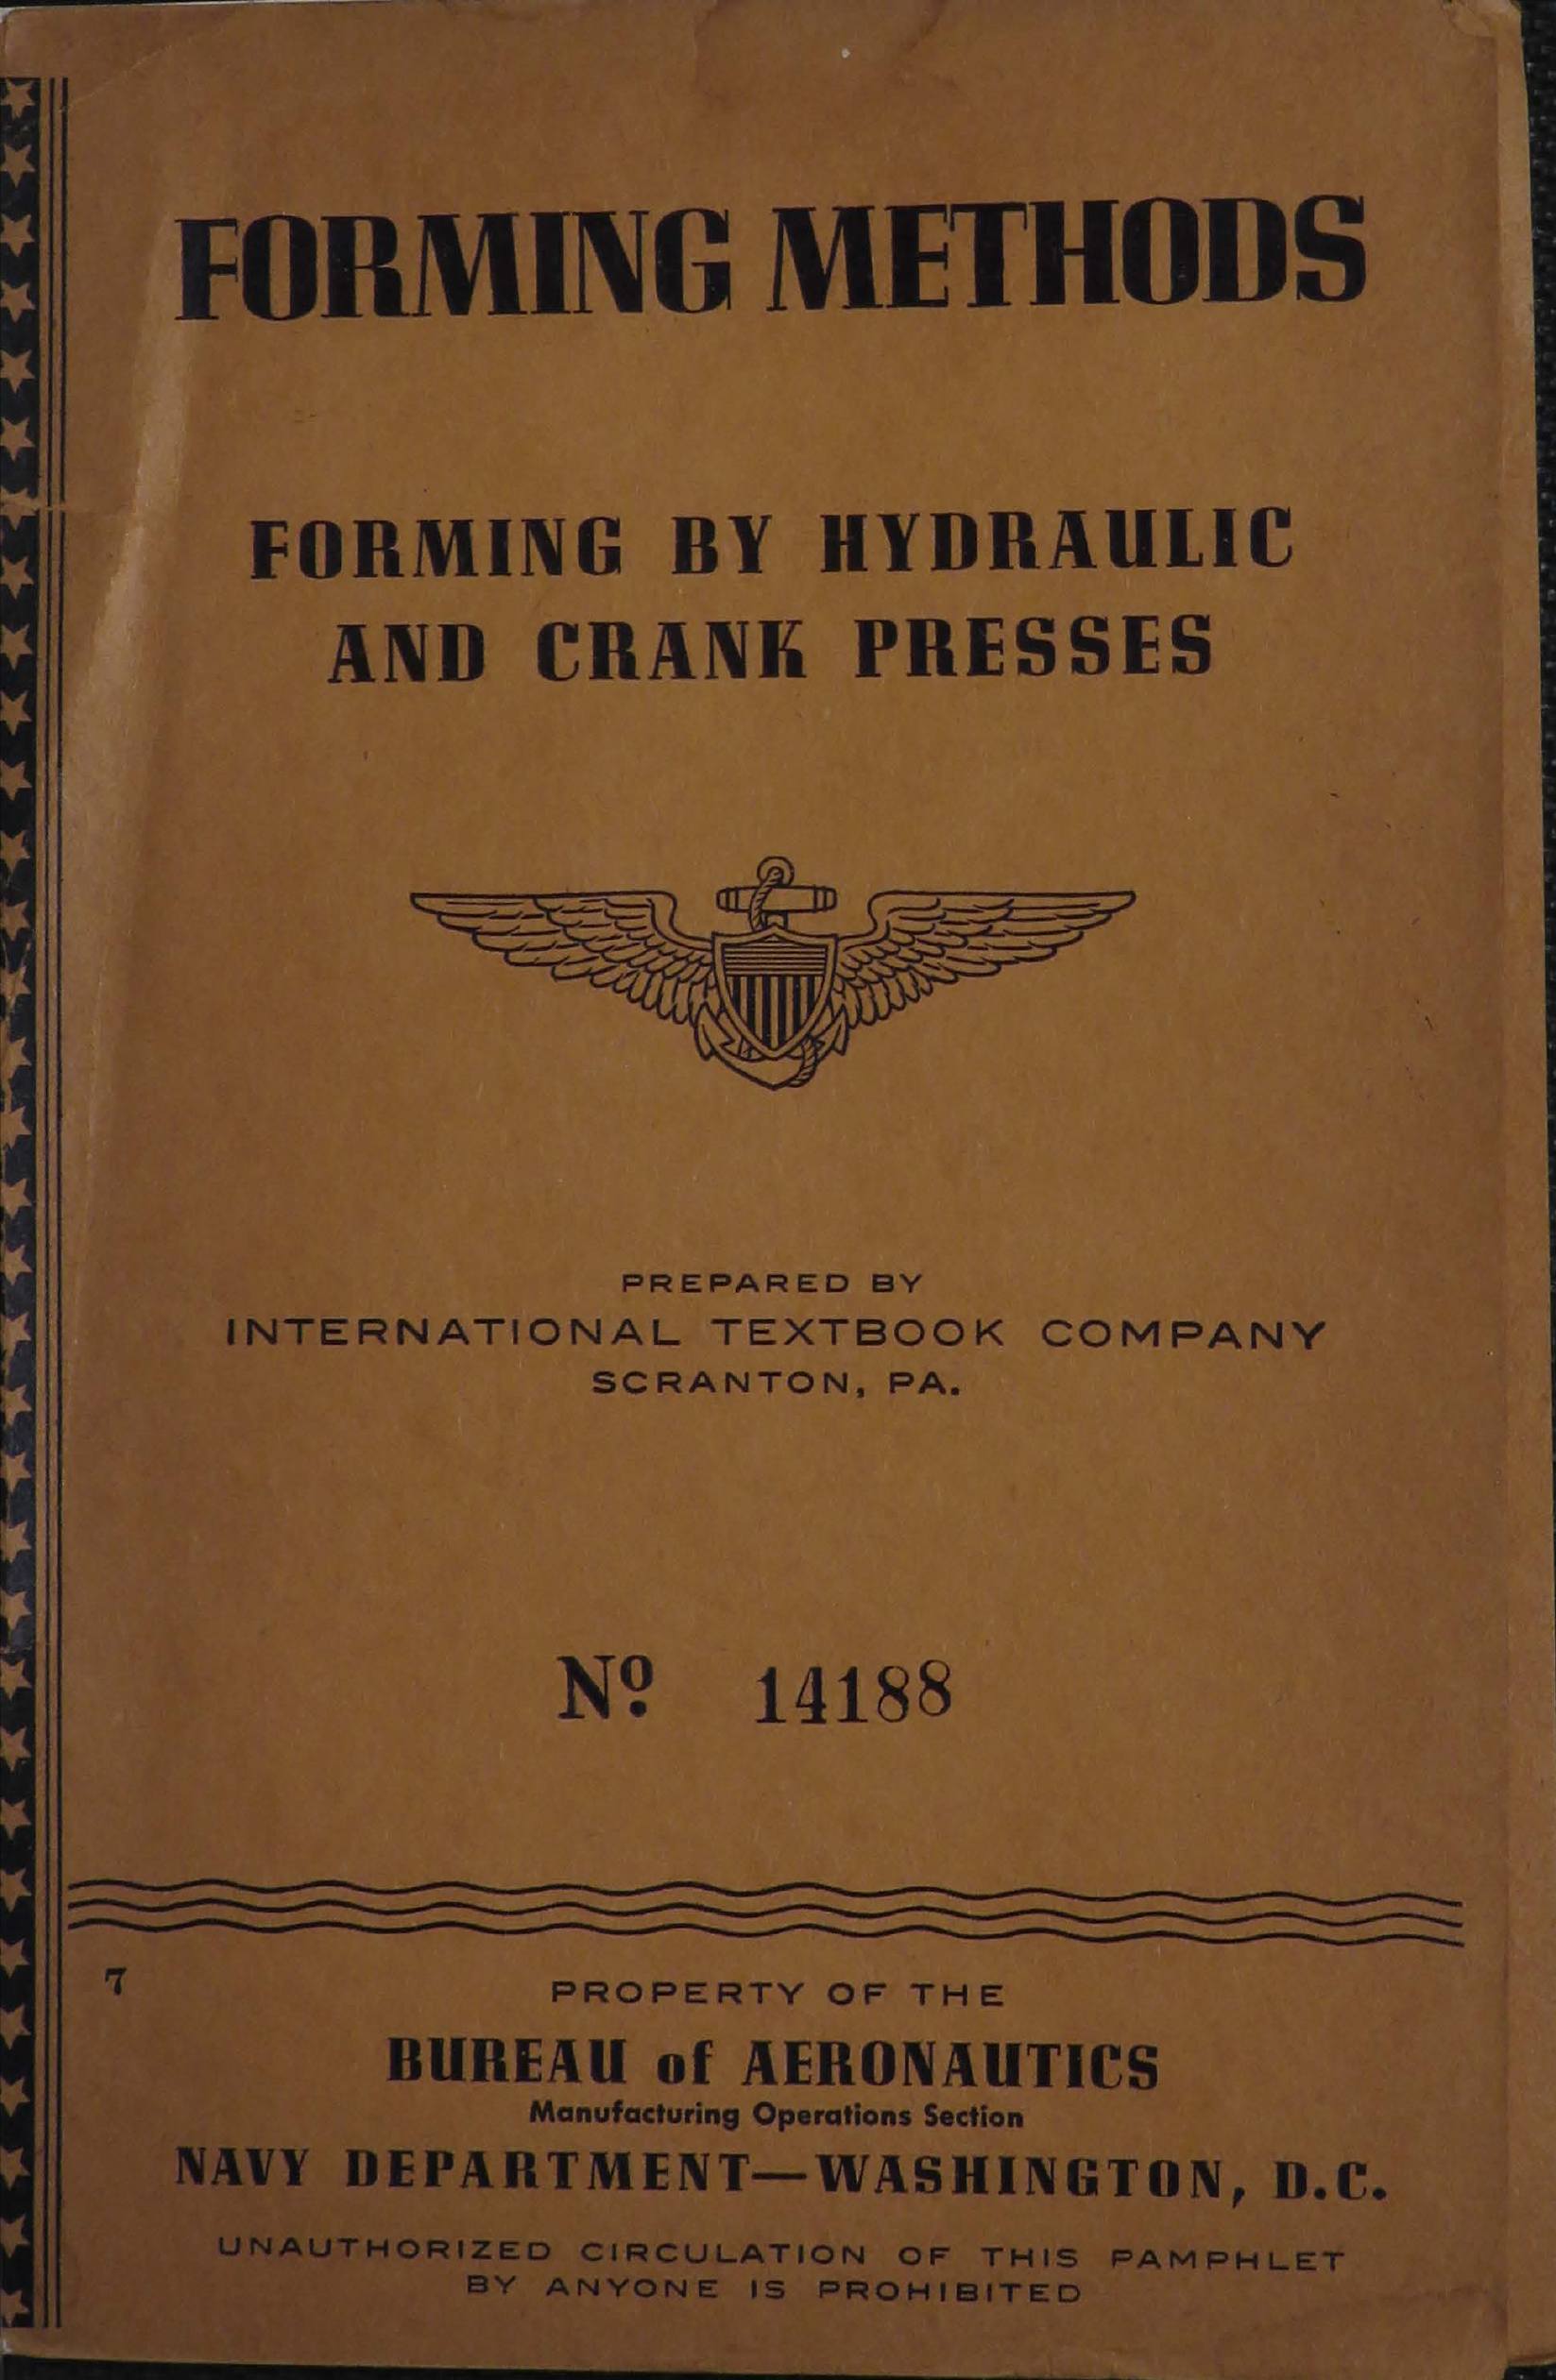 FORMING METHODS
FORMING BY HYDRAULIC
AND CRANK PRESSES
PREPARED BY
INTERNATIONAL TEXTBOOK COMPANY
SCRANTON, PA.
Nº 14188
7
PROPERTY OF THE
BUREAU of AERONAUTICS
Manufacturing Operations Section
NAVY DEPARTMENT—WASHINGTON, D.C.
UNAUTHORIZED CIRCULATION OF THIS PAMPHLET
BY ANYONE IS PROHIBITED